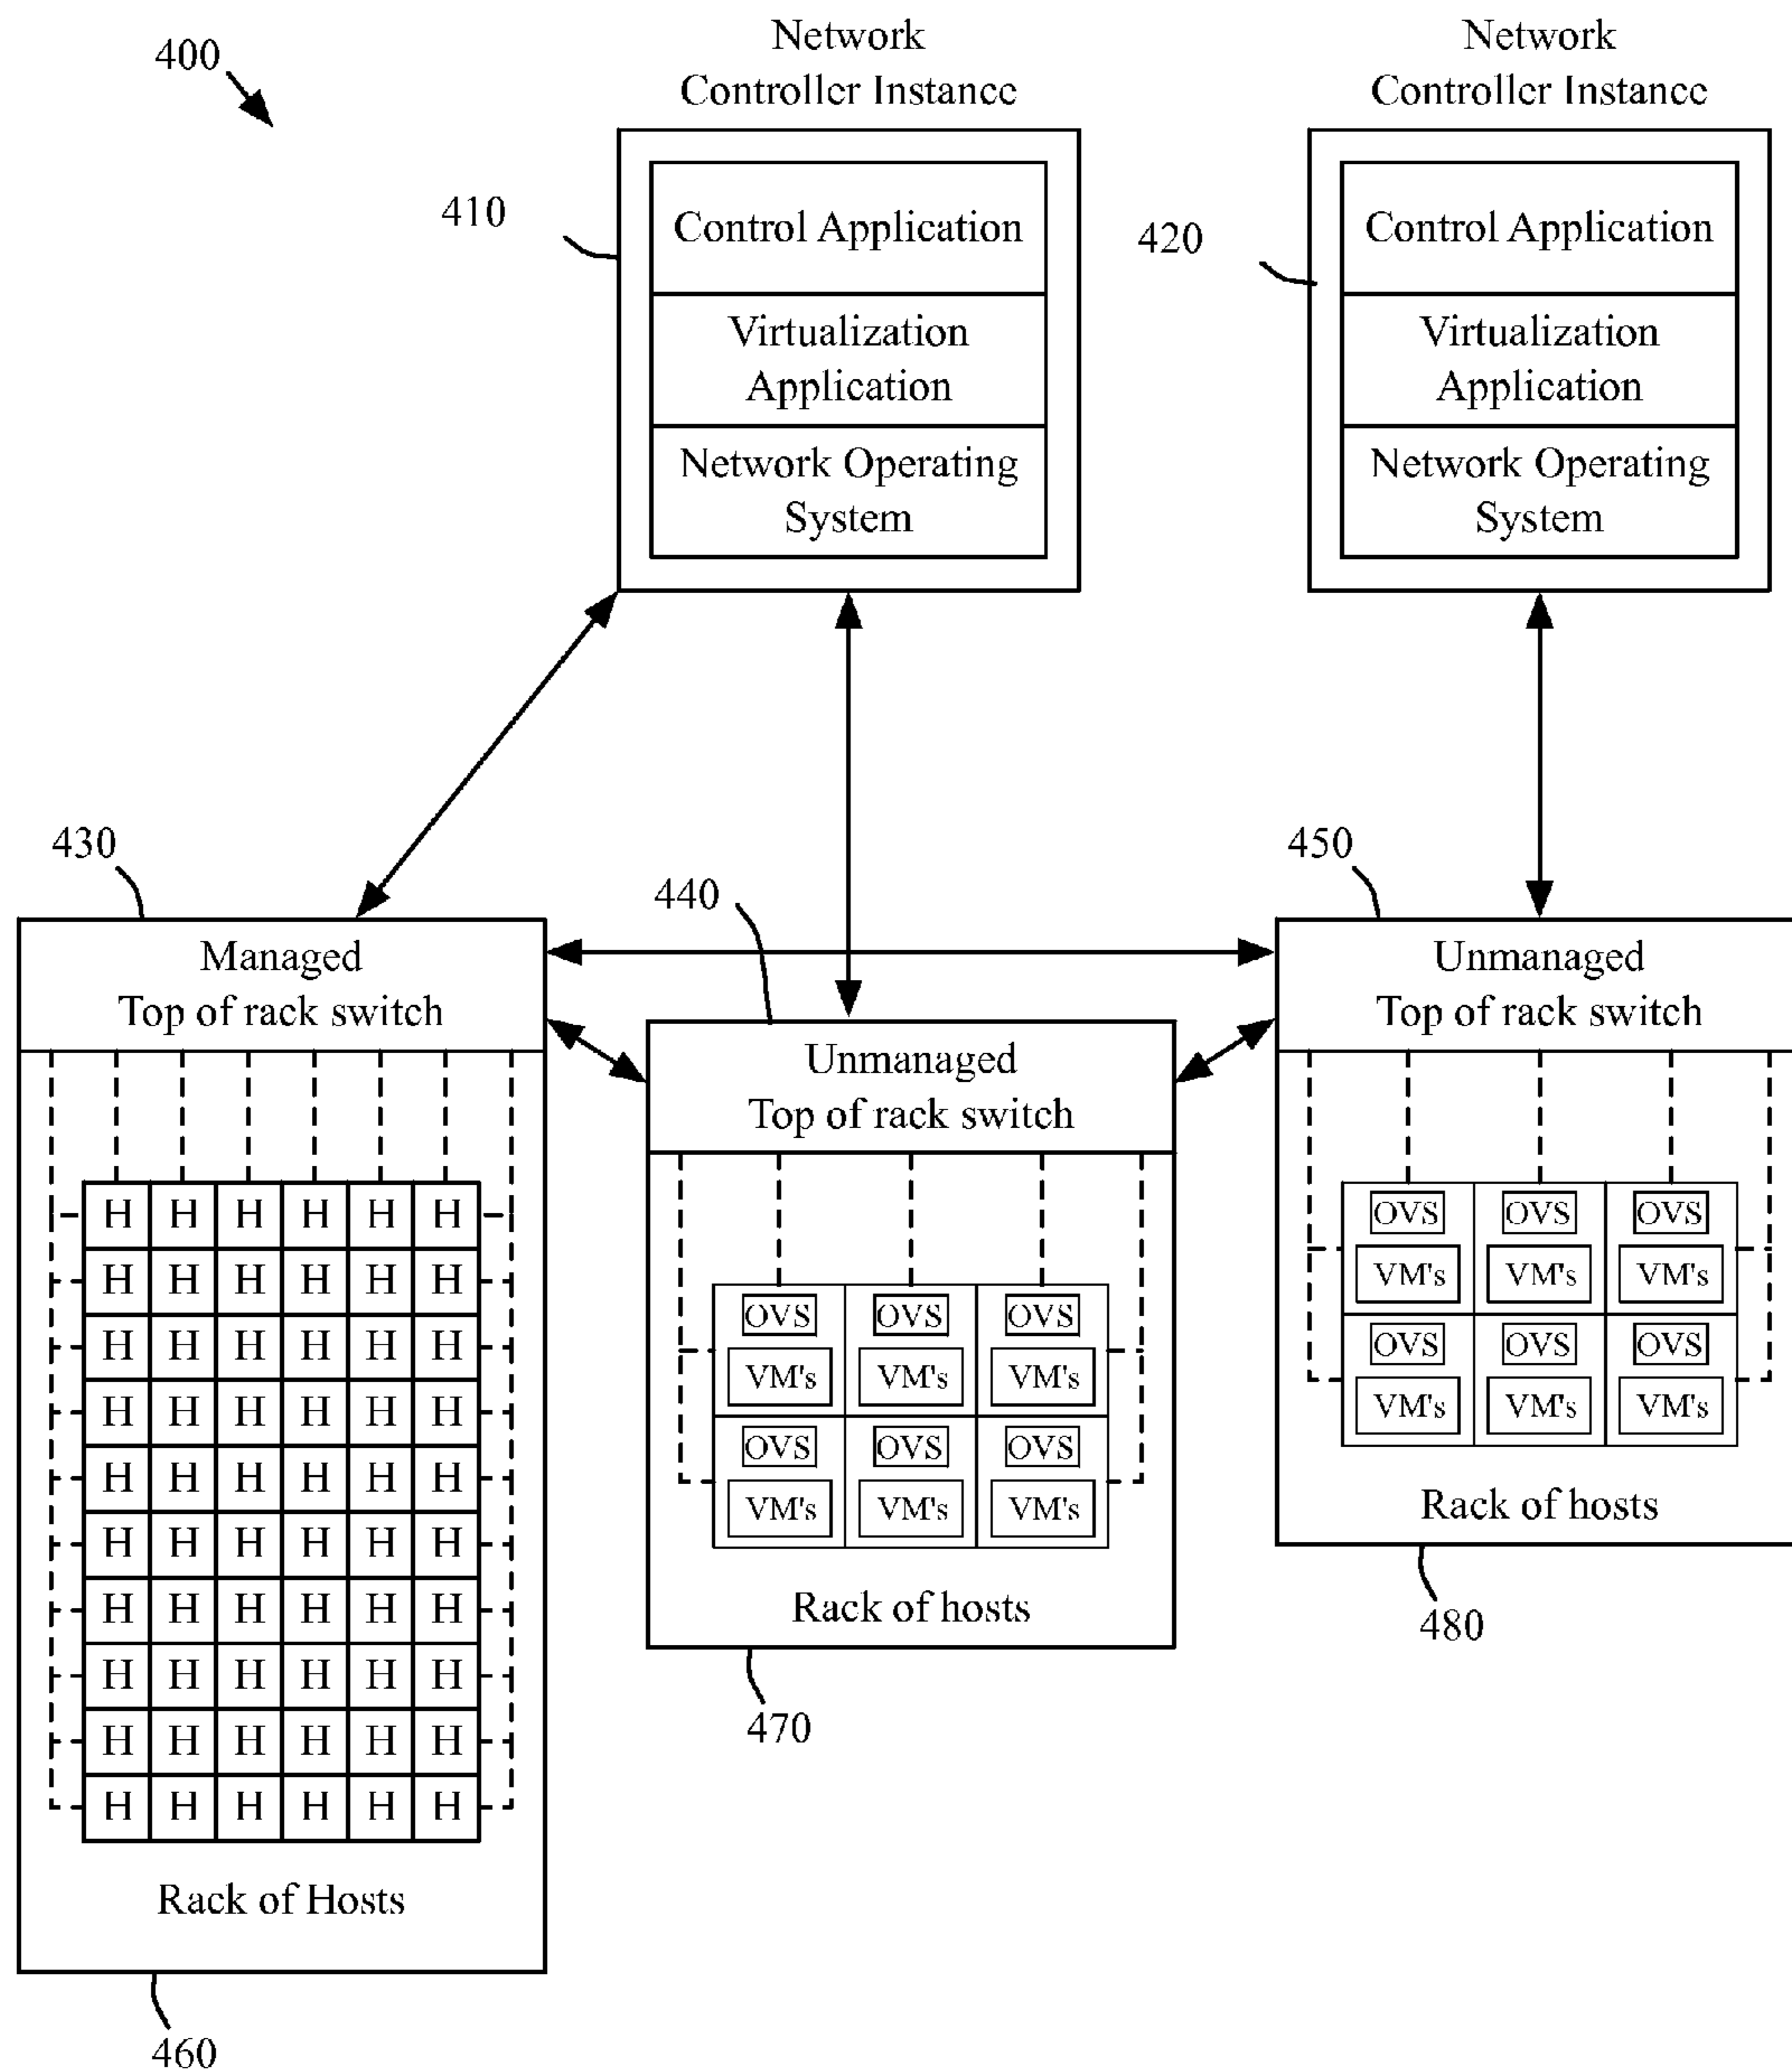 400
Network
Controller Instance
Network
Controller Instance
410
Control Application
Virtualization
Application
Network Operating
System
420
Control Application
Virtualization
Application
Network Operating
System
430
Managed
Top of rack switch
H H H H H H
H H H H H H
H H H H H H
H H H H H H
H H H H H H
H H H H H H
H H H H H H
H H H H H H
H H H H H H
H H H H H H
Rack of Hosts
460
440
Unmanaged
Top of rack switch
OVS OVS OVS
VM's VM's VM's
OVS OVS OVS
VM's VM's VM's
Rack of hosts
470
450
Unmanaged
Top of rack switch
OVS OVS OVS
VM's VM's VM's
OVS OVS OVS
VM's VM's VM's
Rack of hosts
480